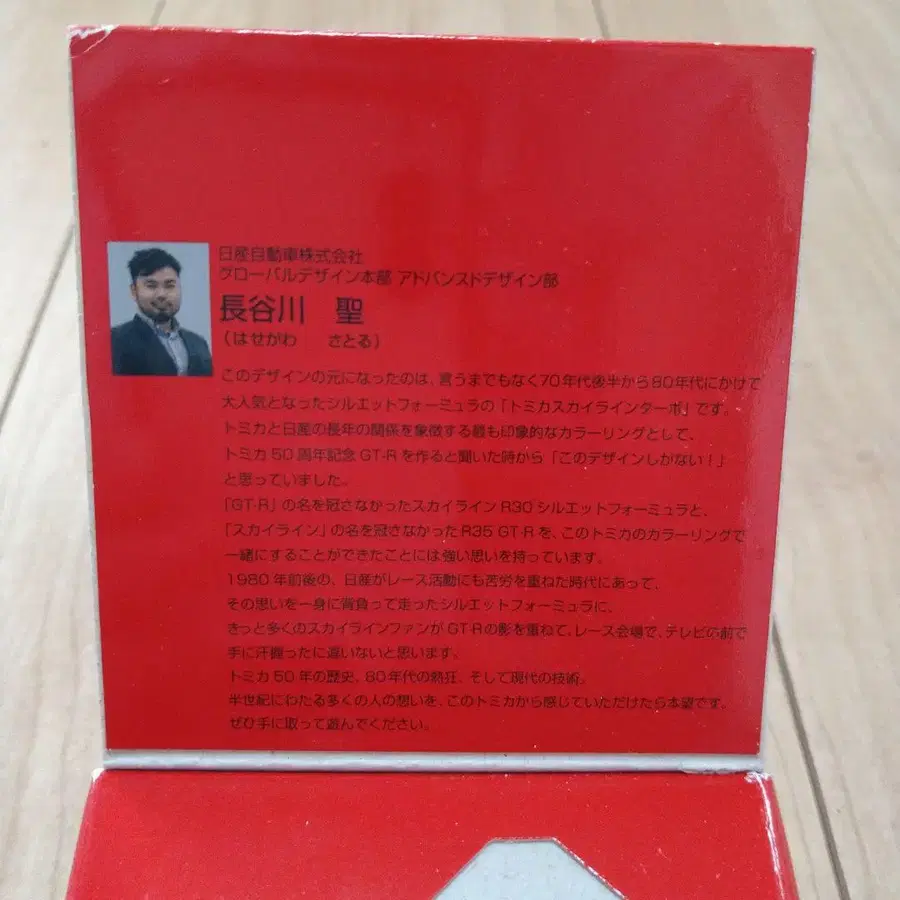 日産自動車株式会社
グローバルデザイン本部 アドバンスドデザイン部
長谷川 聖
(はせがわ さとる)
このデザインの元になったのは、言うまでもなく70年代後半から80年代にかけて
大人気となったシルエットフォーミュラの「トミカスカイラインターボ」です。
トミカと日産の長年の関係を象徴する最も印象的なカラーリングとして、
トミカ50周年記念GT-Rを作ると聞いた時から「このデザインしかない!」
と思っていました。
「GT-R」の名を冠さなかったスカイラインR30シルエットフォーミュラと、
「スカイライン」の名を冠さなかったR35 GT-Rを、このトミカのカラーリングで
一緒にすることができたことには強い思いを持っています。
1980年前後の、日産がレース活動にも苦労を重ねた時代にあって、
その思いを一身に背負って走ったシルエットフォーミュラに、
きっと多くのスカイラインファンがGT-Rの影を重ねて、レース会場で、テレビの前で
手に汗握ったに違いないと思います。
トミカ50年の歴史、80年代の熱狂、そして現代の技術。
半世紀にわたる多くの人の想いを、このトミカから感じていただけたら本望です。
ぜひ手に取って遊んでください。